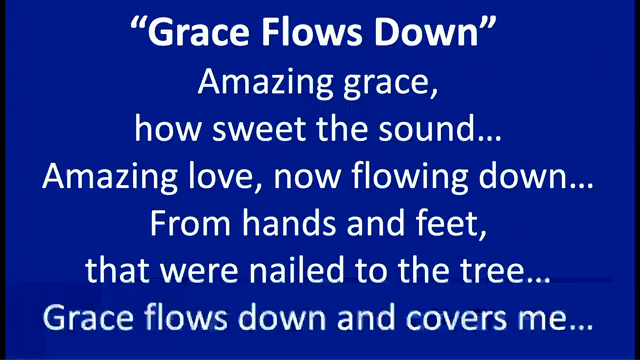 “Grace Flows Down”
Amazing grace,
how sweet the sound...
Amazing love, now flowing down...
From hands and feet,
that were nailed to the tree...
Grace flows down and covers me...